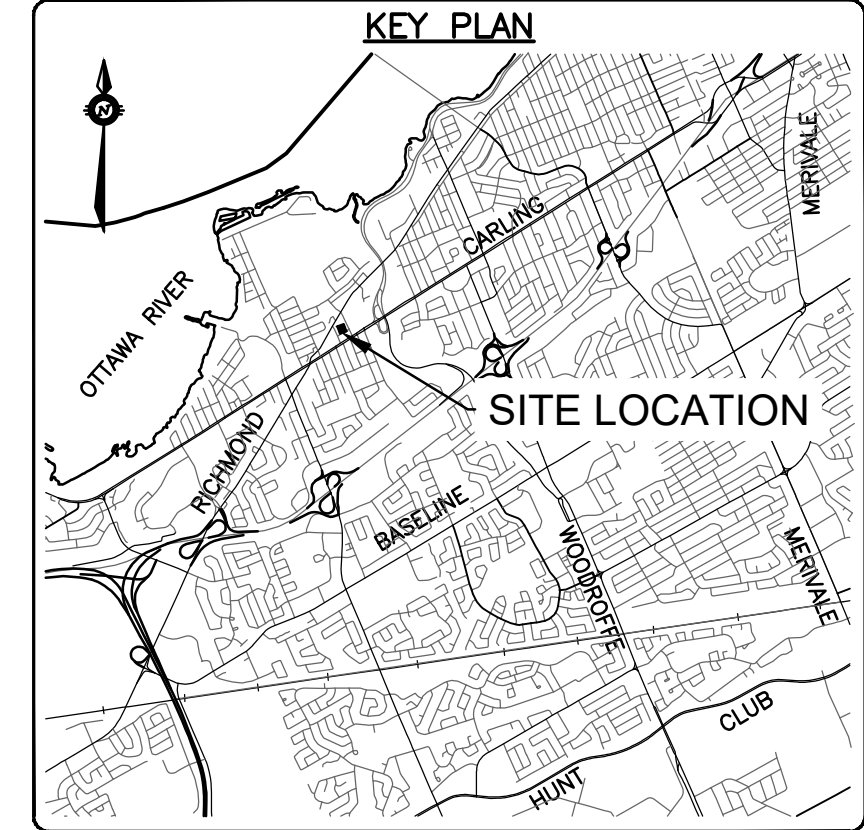 KEY PLAN
N
MERIVALE
CARLING
OTTAWA RIVER
SITE LOCATION
RICHMOND
BASELINE
WOODROFFE
MERIVALE
CLUB
HUNT